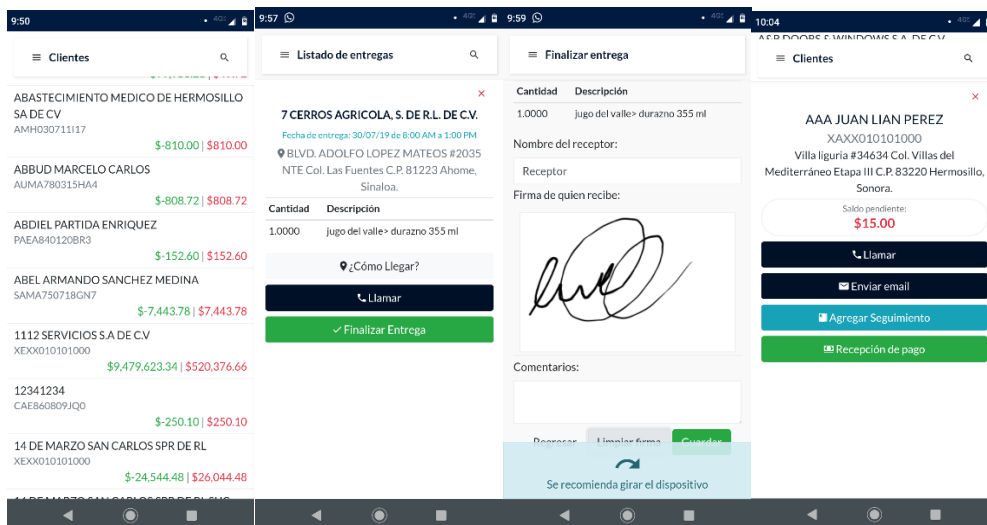 9:50
Clientes
ABASTECIMIENTO MEDICO DE HERMOSILLO
SA DE CV
AMH030711I17
$-810.00 | $810.00
ABBUD MARCELO CARLOS
AUMA780315HA4
$-808.72 | $808.72
ABDIEL PARTIDA ENRIQUEZ
PAEA840120BR3
$-152.60 | $152.60
ABEL ARMANDO SANCHEZ MEDINA
SAMA750718GN7
$-7,443.78 | $7,443.78
1112 SERVICIOS S.A DE C.V
XEXX010101000
$9,479,623.34 | $520,376.66
12341234
CAE860809JQ0
$-250.10 | $250.10
14 DE MARZO SAN CARLOS SPR DE RL
XEXX010101000
$-24,544.48 | $26,044.48
9:57
4G
Listado de entregas
7 CERROS AGRICOLA, S. DE R.L. DE C.V.
Fecha de entrega: 30/07/19 de 8:00 AM a 1:00 PM
BLVD. ADOLFO LOPEZ MATEOS #2035
NTE Col. Las Fuentes C.P. 81223 Ahome,
Sinaloa.
Cantidad Descripción
1.0000 jugo del valle> durazno 355 ml
¿Cómo Llegar?
Llamar
Finalizar Entrega
9:59
4G
Finalizar entrega
Cantidad Descripción
1.0000 jugo del valle> durazno 355 ml
Nombre del receptor:
Receptor
Firma de quien recibe:
Comentarios:
Regresar Limpiar firma Guardar
Se recomienda girar el dispositivo
10:04
4G
A&B DOORS & WINDOWS S.A. DE C.V
Clientes
AAA JUAN LIAN PEREZ
XAXX010101000
Villa liguria #34634 Col. Villas del
Mediterráneo Etapa III C.P. 83220 Hermosillo,
Sonora.
Saldo pendiente:
$15.00
Llamar
Enviar email
Agregar Seguimiento
Recepción de pago